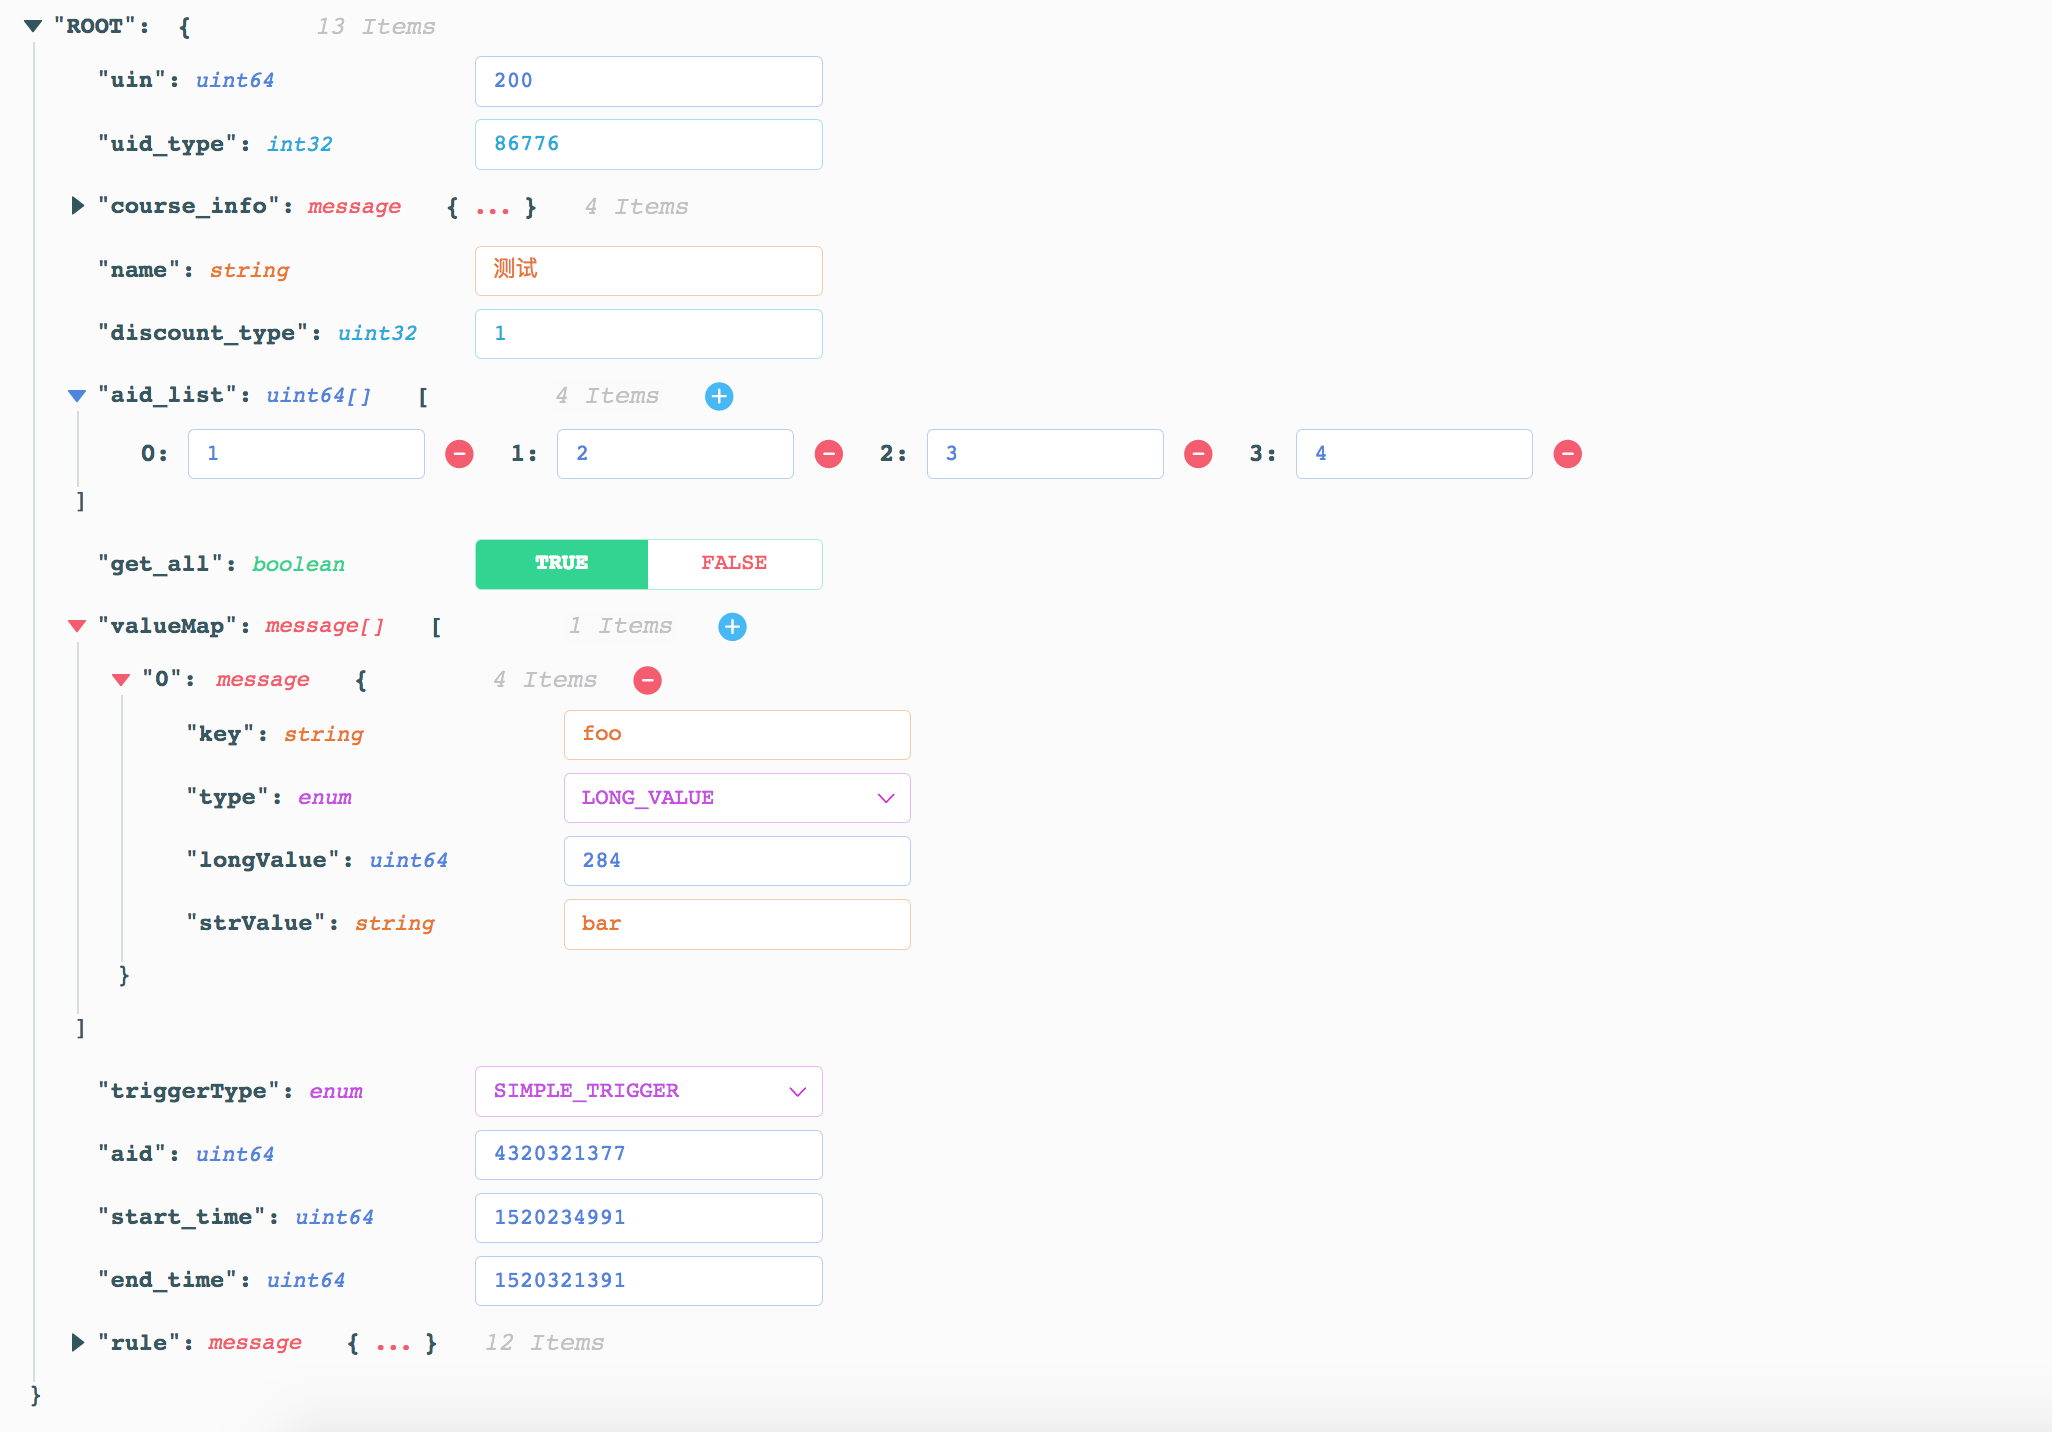 "ROOT": { 13 Items
"uin": uint64 200
"uid_type": int32 86776
"course_info": message { ... } 4 Items
"name": string 测试
"discount_type": uint32 1
"aid_list": uint64[] [ 4 Items +
0: 1 − 1: 2 − 2: 3 − 3: 4 −
]
"get_all": boolean TRUE FALSE
"valueMap": message[] [ 1 Items +
"0": message { 4 Items −
"key": string foo
"type": enum LONG_VALUE
"longValue": uint64 284
"strValue": string bar
}
]
"triggerType": enum SIMPLE_TRIGGER
"aid": uint64 4320321377
"start_time": uint64 1520234991
"end_time": uint64 1520321391
"rule": message { ... } 12 Items
}